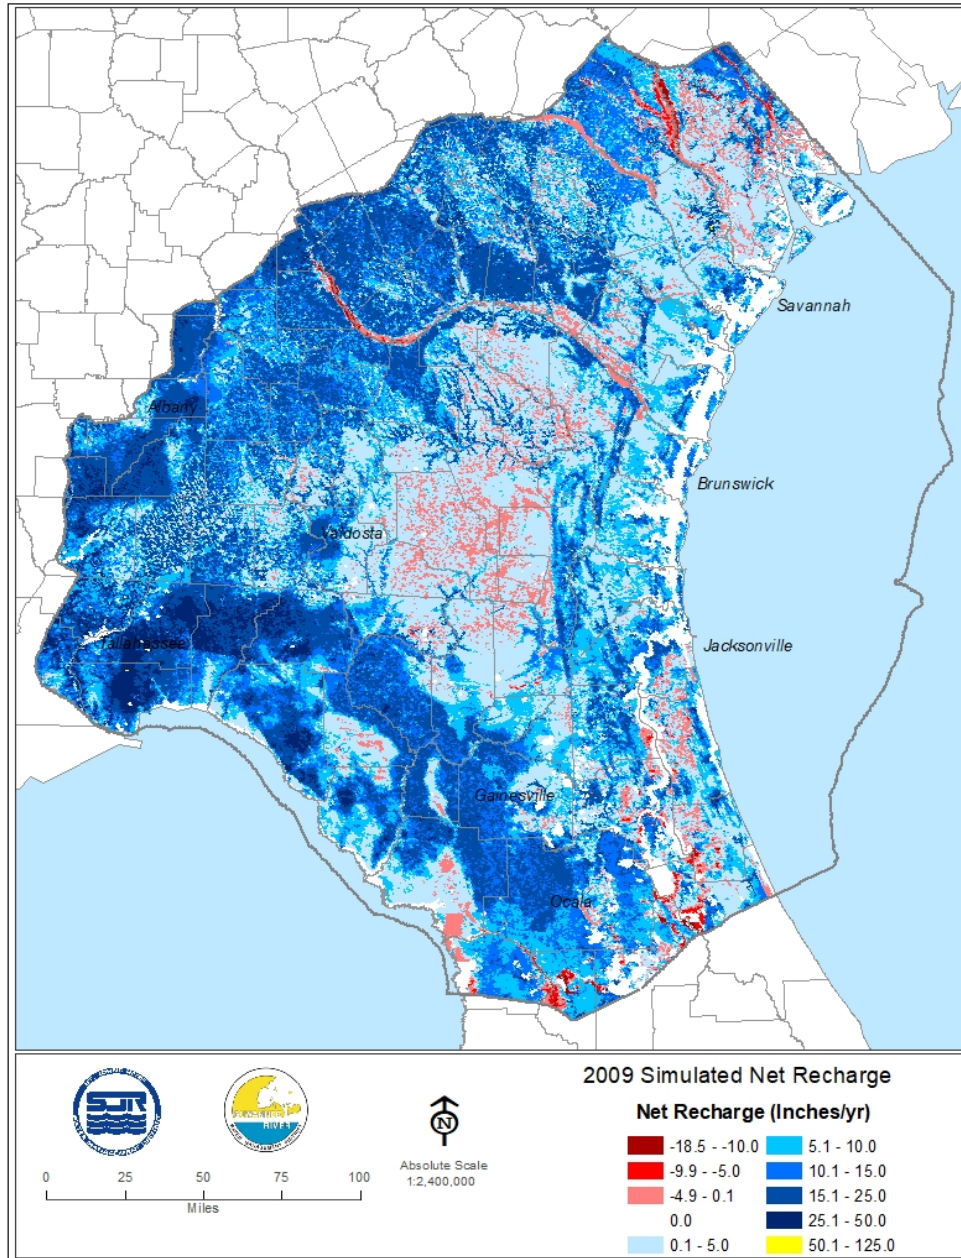 Savannah
Albany
Brunswick
Valdosta
Tallahassee
Jacksonville
Gainesville
Ocala
2009 Simulated Net Recharge
Net Recharge (Inches/yr)
SJR
RIVER
N
Absolute Scale
1:2,400,000
0 25 50 75 100
Miles
-18.5 - -10.0
-9.9 - -5.0
-4.9 - 0.1
0.0
0.1 - 5.0
5.1 - 10.0
10.1 - 15.0
15.1 - 25.0
25.1 - 50.0
50.1 - 125.0